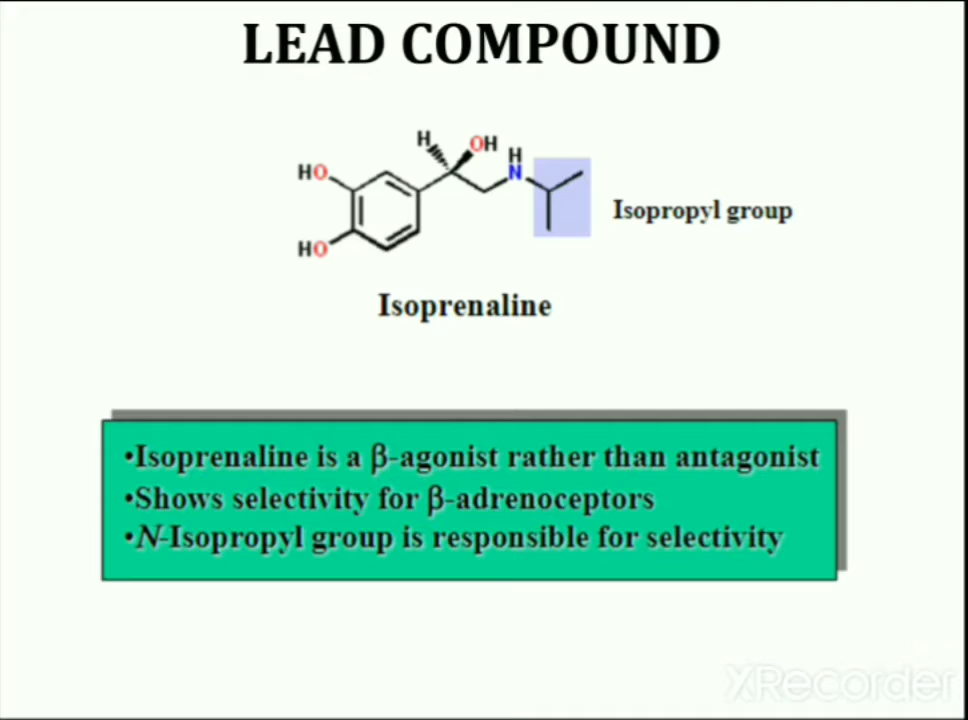 LEAD COMPOUND
H OH
H
HO N
Isopropyl group
HO
Isoprenaline
•Isoprenaline is a β-agonist rather than antagonist
•Shows selectivity for β-adrenoceptors
•N-Isopropyl group is responsible for selectivity
XRecorder